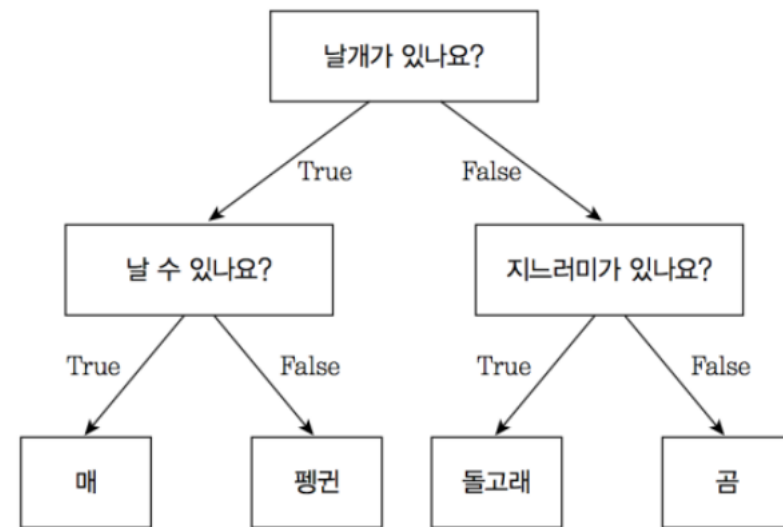 날개가 있나요?
True
False
날 수 있나요?
지느러미가 있나요?
True
False
True
False
매
펭귄
돌고래
곰